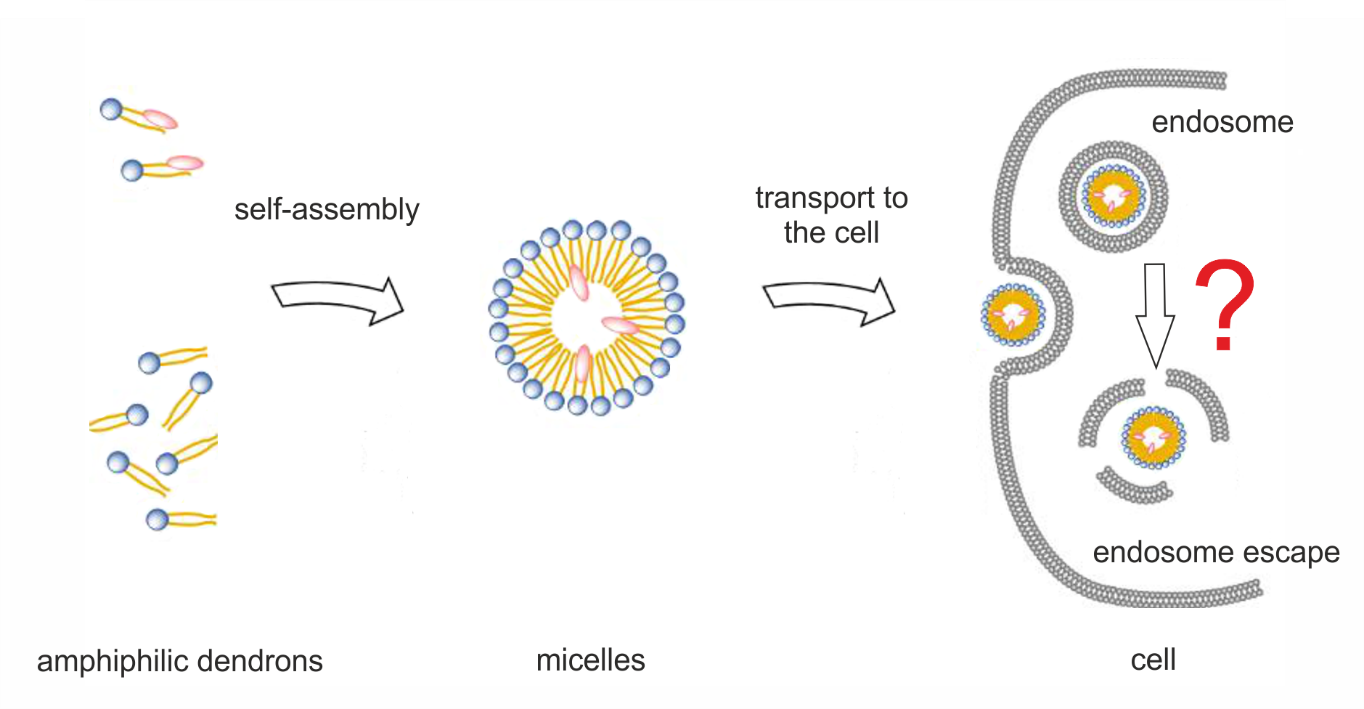 self-assembly
transport to
the cell
endosome
?
endosome escape
amphiphilic dendrons
micelles
cell